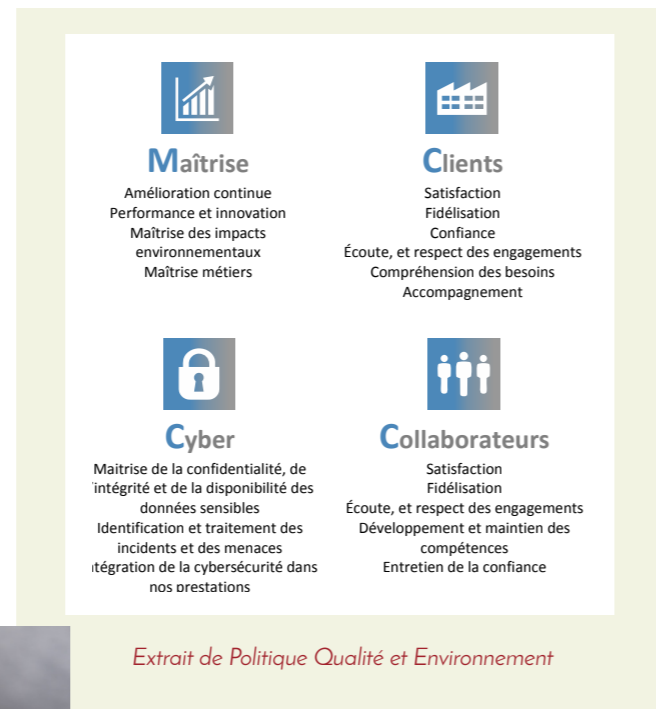 Maîtrise
Amélioration continue
Performance et innovation
Maîtrise des impacts
environnementaux
Maîtrise métiers
Clients
Satisfaction
Fidélisation
Confiance
Écoute, et respect des engagements
Compréhension des besoins
Accompagnement
Cyber
Maitrise de la confidentialité, de
intégrité et de la disponibilité des
données sensibles
Identification et traitement des
incidents et des menaces
tégration de la cybersécurité dans
nos prestations
Collaborateurs
Satisfaction
Fidélisation
Écoute, et respect des engagements
Développement et maintien des
compétences
Entretien de la confiance
Extrait de Politique Qualité et Environnement